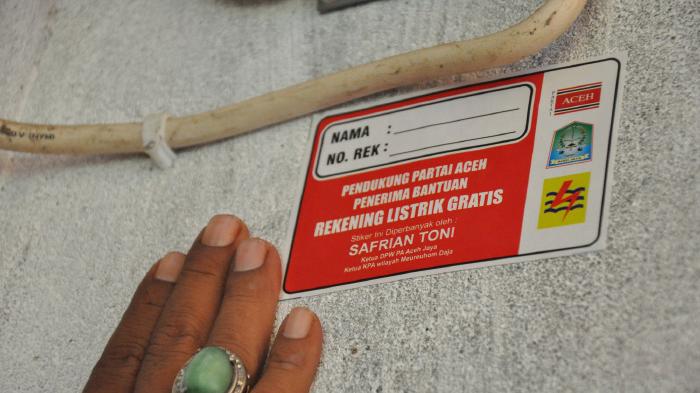 NAMA :
NO. REK :
PENDUKUNG PARTAI ACEH
PENERIMA BANTUAN
REKENING LISTRIK GRATIS
Stiker Ini Diperbanyak oleh :
SAFRIAN TONI
Ketua DPW PA Aceh Jaya
Ketua KPA wilayah Meureuhom Daja
ACEH